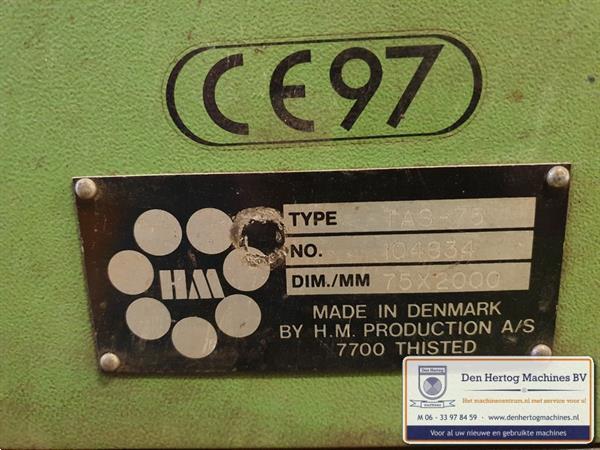 CE97
HM
TYPE TAS-75
NO. 104934
DIM./MM 75X2000
MADE IN DENMARK
BY H.M. PRODUCTION A/S
7700 THISTED
Den Hertog Machines BV
Het machinecentrum.nl met service voor u!
M 06 - 33 97 84 59 - www.denhertogmachines.nl
Voor al uw nieuwe en gebruikte machines